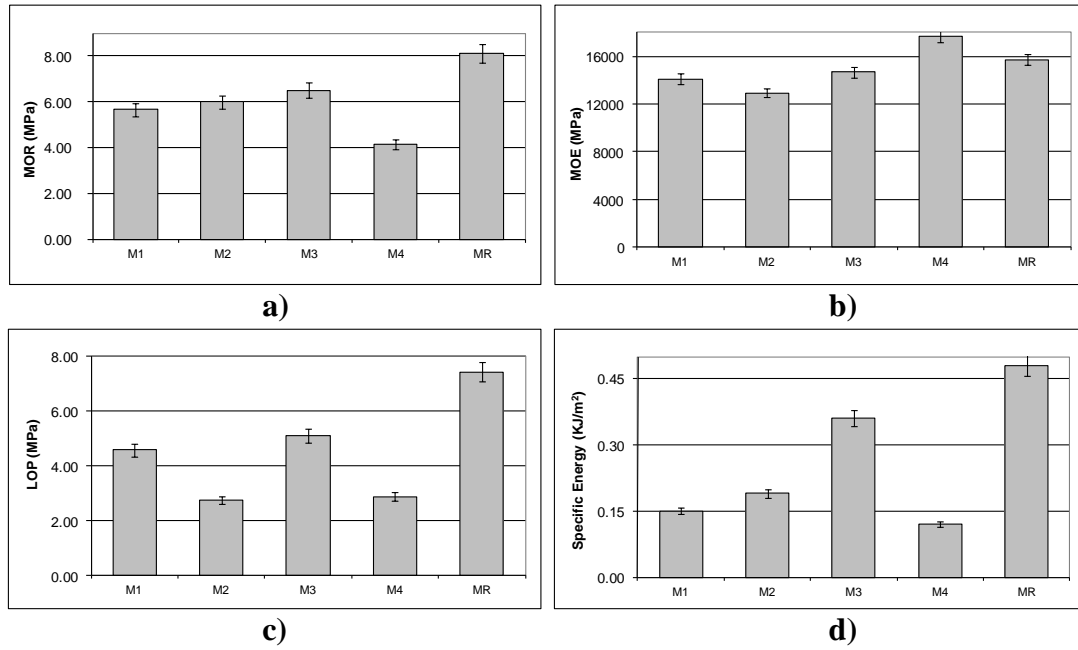 8.00
6.00
4.00
2.00
0.00
MOR (MPa)
M1 M2 M3 M4 MR
a)
16000
12000
8000
4000
0
MOE (MPa)
M1 M2 M3 M4 MR
b)
8.00
6.00
4.00
2.00
0.00
LOP (MPa)
M1 M2 M3 M4 MR
c)
0.45
0.30
0.15
0.00
Specific Energy (KJ/m²)
M1 M2 M3 M4 MR
d)